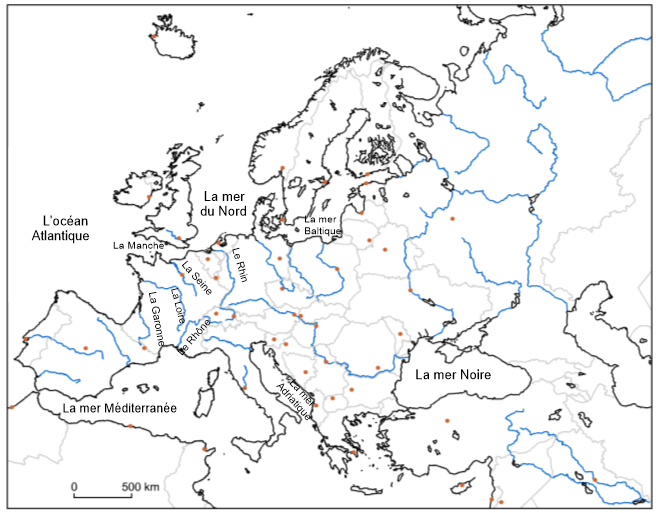 La mer
du Nord
L'océan
Atlantique
La Manche
La mer
Baltique
La Seine
Le Rhin
La Loire
La Garonne
Le Rhône
La mer Noire
La mer
Adriatique
La mer Méditerranée
0 500 km